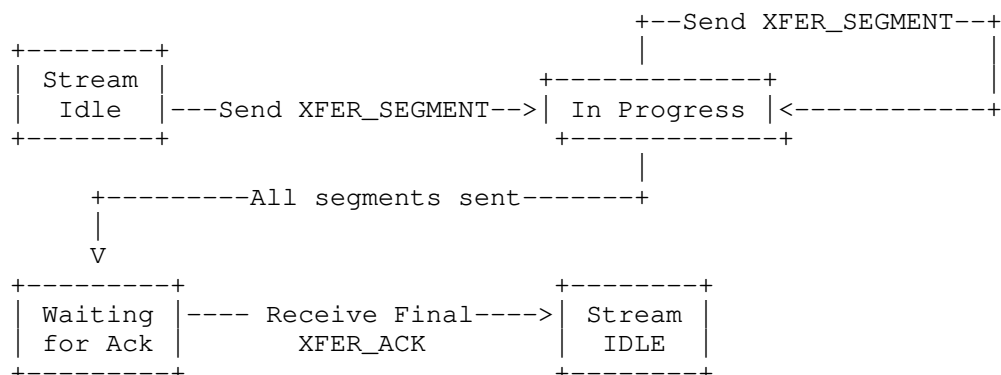 Send XFER_SEGMENT
Stream
Idle Send XFER_SEGMENT In Progress
All segments sent
Waiting Receive Final Stream
for Ack XFER_ACK IDLE